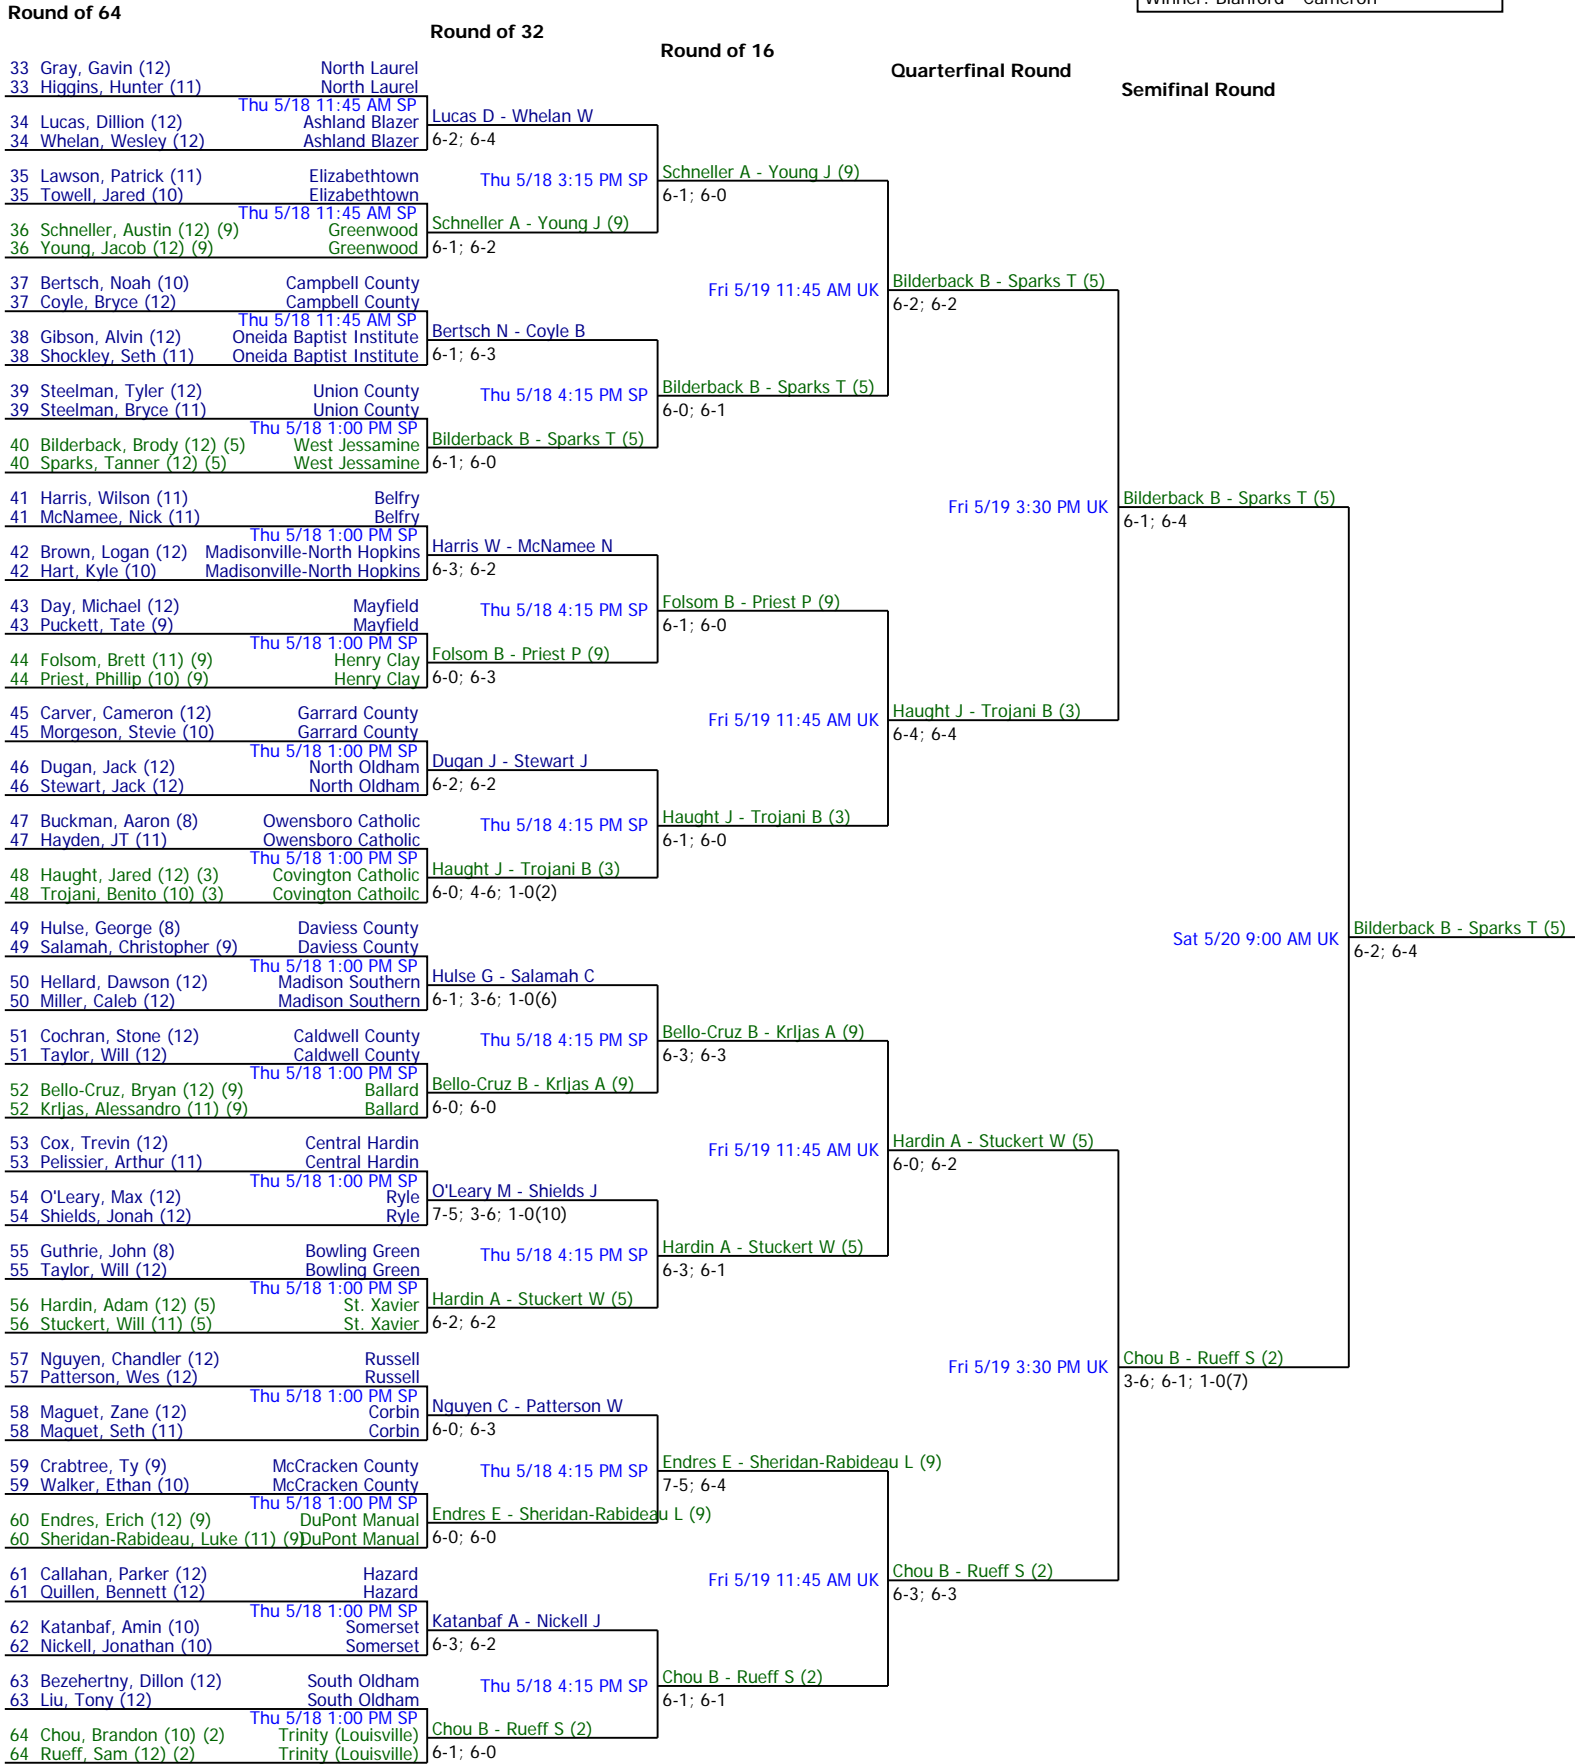 Winner: Blanford - Cameron
Round of 64
Round of 32
Round of 16
Quarterfinal Round
Semifinal Round
33 Gray, Gavin (12) North Laurel
33 Higgins, Hunter (11) North Laurel
Thu 5/18 11:45 AM SP
34 Lucas, Dillion (12) Ashland Blazer
34 Whelan, Wesley (12) Ashland Blazer
Lucas D - Whelan W
6-2; 6-4
35 Lawson, Patrick (11) Elizabethtown
35 Towell, Jared (10) Elizabethtown
Thu 5/18 11:45 AM SP
36 Schneller, Austin (12) (9) Greenwood
36 Young, Jacob (12) (9) Greenwood
Schneller A - Young J (9)
6-1; 6-2
Thu 5/18 3:15 PM SP
Schneller A - Young J (9)
6-1; 6-0
37 Bertsch, Noah (10) Campbell County
37 Coyle, Bryce (12) Campbell County
Thu 5/18 11:45 AM SP
38 Gibson, Alvin (12) Oneida Baptist Institute
38 Shockley, Seth (11) Oneida Baptist Institute
Bertsch N - Coyle B
6-1; 6-3
39 Steelman, Tyler (12) Union County
39 Steelman, Bryce (11) Union County
Thu 5/18 1:00 PM SP
40 Bilderback, Brody (12) (5) West Jessamine
40 Sparks, Tanner (12) (5) West Jessamine
Bilderback B - Sparks T (5)
6-1; 6-0
Thu 5/18 4:15 PM SP
Bilderback B - Sparks T (5)
6-0; 6-1
Fri 5/19 11:45 AM UK
Bilderback B - Sparks T (5)
6-2; 6-2
41 Harris, Wilson (11) Belfry
41 McNamee, Nick (11) Belfry
Thu 5/18 1:00 PM SP
42 Brown, Logan (12) Madisonville-North Hopkins
42 Hart, Kyle (10) Madisonville-North Hopkins
Harris W - McNamee N
6-3; 6-2
43 Day, Michael (12) Mayfield
43 Puckett, Tate (9) Mayfield
Thu 5/18 1:00 PM SP
44 Folsom, Brett (11) (9) Henry Clay
44 Priest, Phillip (10) (9) Henry Clay
Folsom B - Priest P (9)
6-0; 6-3
Thu 5/18 4:15 PM SP
Folsom B - Priest P (9)
6-1; 6-0
45 Carver, Cameron (12) Garrard County
45 Morgeson, Stevie (10) Garrard County
Thu 5/18 1:00 PM SP
46 Dugan, Jack (12) North Oldham
46 Stewart, Jack (12) North Oldham
Dugan J - Stewart J
6-2; 6-2
47 Buckman, Aaron (8) Owensboro Catholic
47 Hayden, JT (11) Owensboro Catholic
Thu 5/18 1:00 PM SP
48 Haught, Jared (12) (3) Covington Catholic
48 Trojani, Benito (10) (3) Covington Cathoilc
Haught J - Trojani B (3)
6-0; 4-6; 1-0(2)
Thu 5/18 4:15 PM SP
Haught J - Trojani B (3)
6-1; 6-0
Fri 5/19 11:45 AM UK
Haught J - Trojani B (3)
6-4; 6-4
Fri 5/19 3:30 PM UK
Bilderback B - Sparks T (5)
6-1; 6-4
49 Hulse, George (8) Daviess County
49 Salamah, Christopher (9) Daviess County
Thu 5/18 1:00 PM SP
50 Hellard, Dawson (12) Madison Southern
50 Miller, Caleb (12) Madison Southern
Hulse G - Salamah C
6-1; 3-6; 1-0(6)
51 Cochran, Stone (12) Caldwell County
51 Taylor, Will (12) Caldwell County
Thu 5/18 1:00 PM SP
52 Bello-Cruz, Bryan (12) (9) Ballard
52 Krljas, Alessandro (11) (9) Ballard
Bello-Cruz B - Krljas A (9)
6-0; 6-0
Thu 5/18 4:15 PM SP
Bello-Cruz B - Krljas A (9)
6-3; 6-3
53 Cox, Trevin (12) Central Hardin
53 Pelissier, Arthur (11) Central Hardin
Thu 5/18 1:00 PM SP
54 O'Leary, Max (12) Ryle
54 Shields, Jonah (12) Ryle
O'Leary M - Shields J
7-5; 3-6; 1-0(10)
55 Guthrie, John (8) Bowling Green
55 Taylor, Will (12) Bowling Green
Thu 5/18 1:00 PM SP
56 Hardin, Adam (12) (5) St. Xavier
56 Stuckert, Will (11) (5) St. Xavier
Hardin A - Stuckert W (5)
6-2; 6-2
Thu 5/18 4:15 PM SP
Hardin A - Stuckert W (5)
6-3; 6-1
Fri 5/19 11:45 AM UK
Hardin A - Stuckert W (5)
6-0; 6-2
57 Nguyen, Chandler (12) Russell
57 Patterson, Wes (12) Russell
Thu 5/18 1:00 PM SP
58 Maguet, Zane (12) Corbin
58 Maguet, Seth (11) Corbin
Nguyen C - Patterson W
6-0; 6-3
59 Crabtree, Ty (9) McCracken County
59 Walker, Ethan (10) McCracken County
Thu 5/18 1:00 PM SP
60 Endres, Erich (12) (9) DuPont Manual
60 Sheridan-Rabideau, Luke (11) (9) DuPont Manual
Endres E - Sheridan-Rabideau L (9)
6-0; 6-0
Thu 5/18 4:15 PM SP
Endres E - Sheridan-Rabideau L (9)
7-5; 6-4
61 Callahan, Parker (12) Hazard
61 Quillen, Bennett (12) Hazard
Thu 5/18 1:00 PM SP
62 Katanbaf, Amin (10) Somerset
62 Nickell, Jonathan (10) Somerset
Katanbaf A - Nickell J
6-3; 6-2
63 Bezehertny, Dillon (12) South Oldham
63 Liu, Tony (12) South Oldham
Thu 5/18 1:00 PM SP
64 Chou, Brandon (10) (2) Trinity (Louisville)
64 Rueff, Sam (12) (2) Trinity (Louisville)
Chou B - Rueff S (2)
6-1; 6-0
Thu 5/18 4:15 PM SP
Chou B - Rueff S (2)
6-1; 6-1
Fri 5/19 11:45 AM UK
Chou B - Rueff S (2)
6-3; 6-3
Fri 5/19 3:30 PM UK
Chou B - Rueff S (2)
3-6; 6-1; 1-0(7)
Sat 5/20 9:00 AM UK
Bilderback B - Sparks T (5)
6-2; 6-4